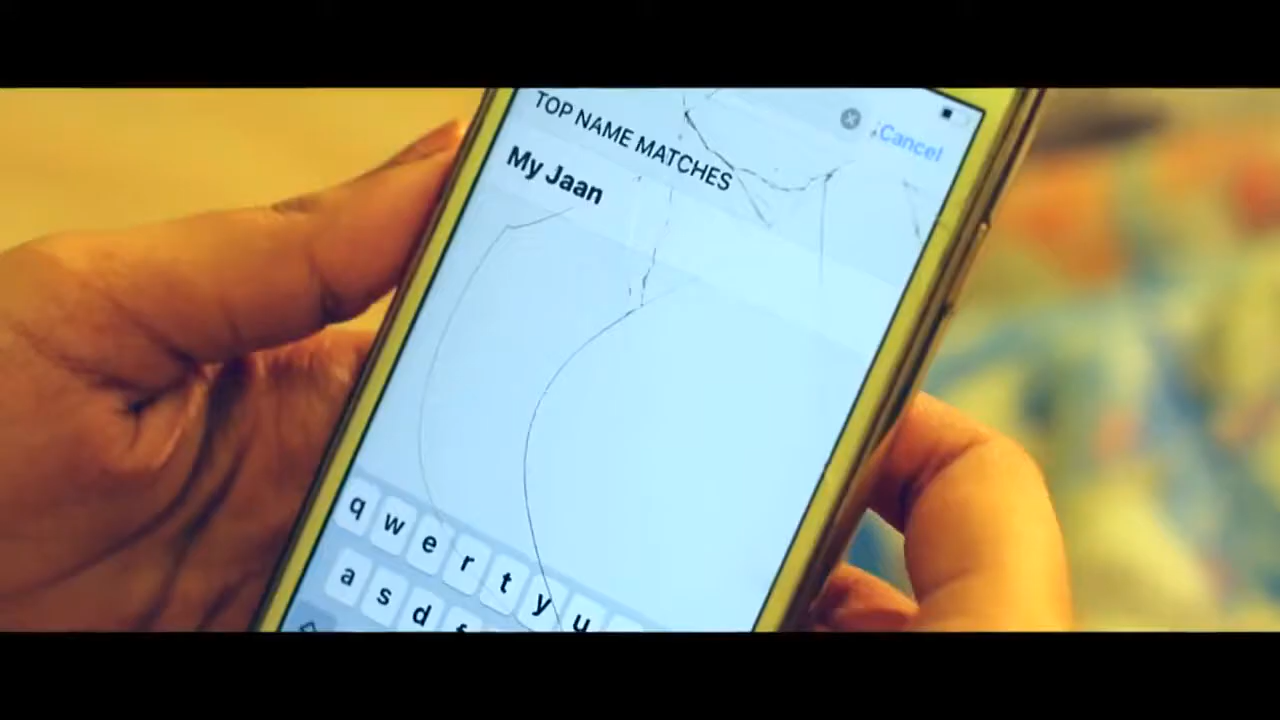 Cancel
TOP NAME MATCHES
My Jaan
q w e r t y u
a s d f